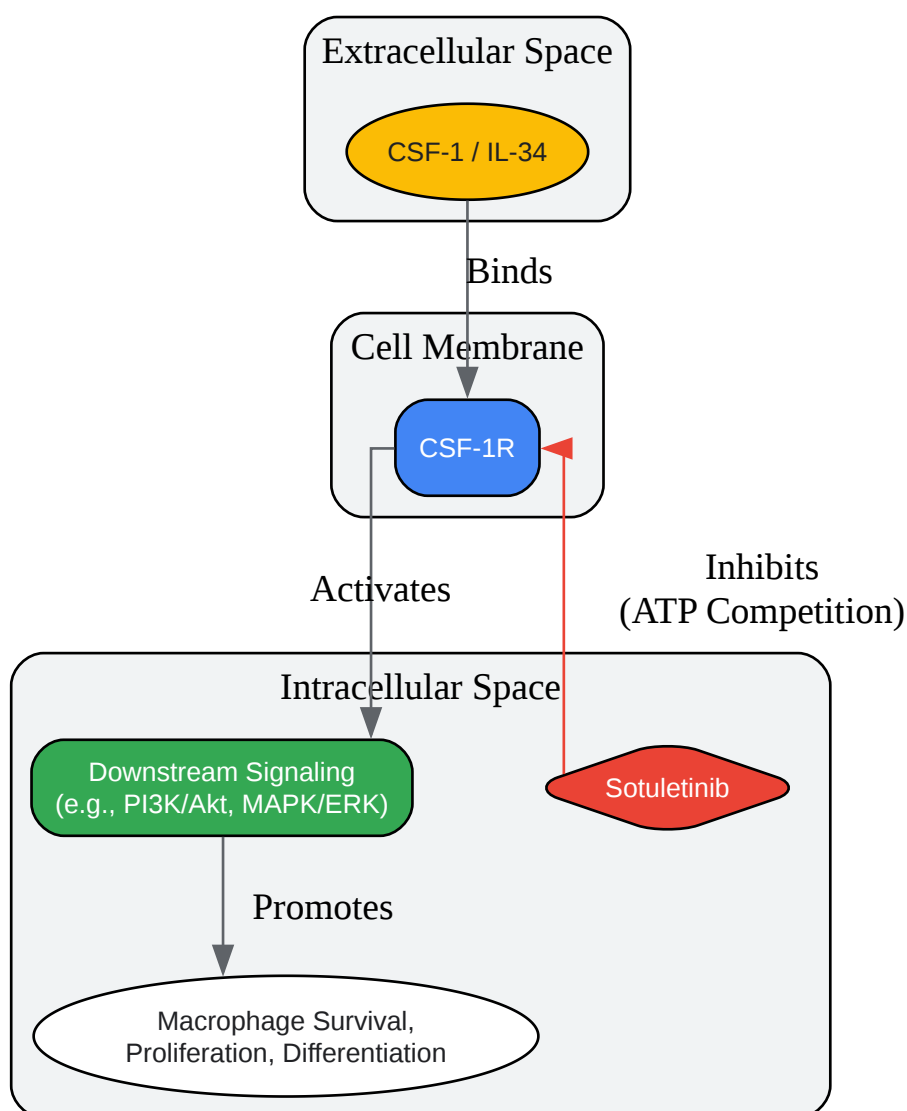 Extracellular Space
CSF-1 / IL-34
Binds
Cell Membrane
CSF-1R
Activates
Inhibits
(ATP Competition)
Intracellular Space
Downstream Signaling
(e.g., PI3K/Akt, MAPK/ERK)
Sotuletinib
Promotes
Macrophage Survival,
Proliferation, Differentiation